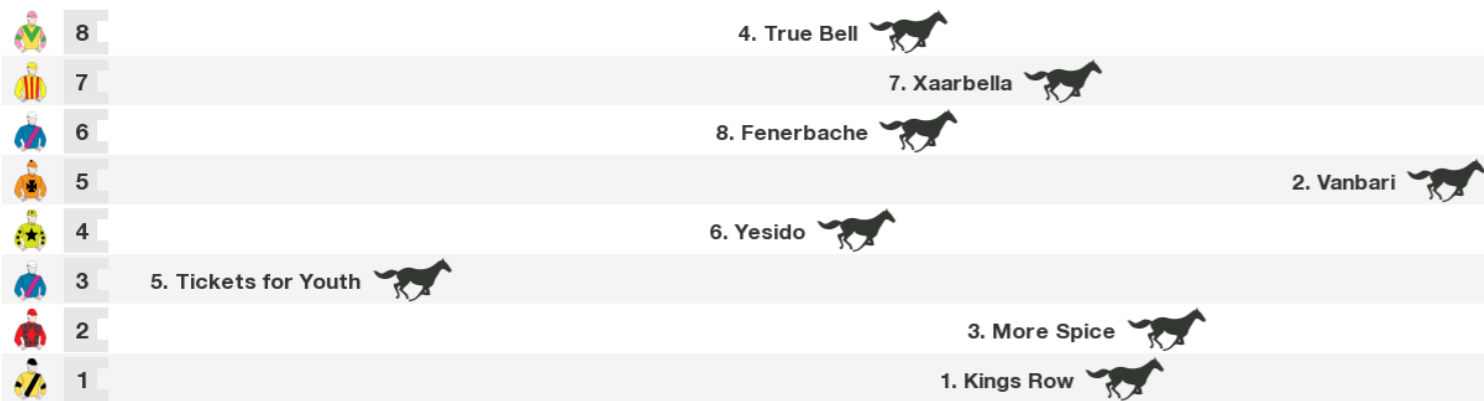 8 4. True Bell
7 7. Xaarbella
6 8. Fenerbache
5 2. Vanbari
4 6. Yesido
3 5. Tickets for Youth
2 3. More Spice
1 1. Kings Row